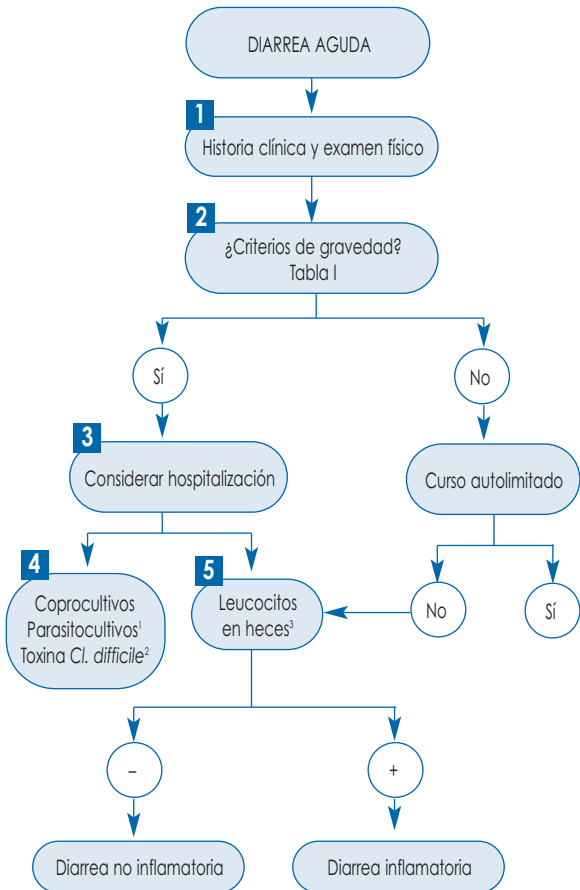 DIARREA AGUDA
1
Historia clínica y examen físico
2
¿Criterios de gravedad?
Tabla I
Sí
No
3
Considerar hospitalización
Curso autolimitado
4
Coprocultivos
Parasitocultivos¹
Toxina Cl. difficile²
5
Leucocitos
en heces³
No
Sí
–
+
Diarrea no inflamatoria
Diarrea inflamatoria